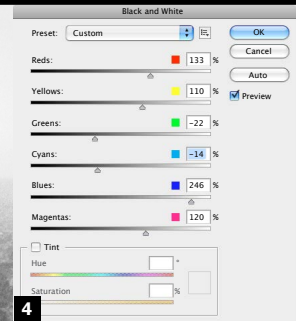 Black and White
Preset: Custom
OK
Cancel
Auto
Preview
Reds: 133 %
Yellows: 110 %
Greens: -22 %
Cyans: -14 %
Blues: 246 %
Magentas: 120 %
Tint
Hue °
Saturation %
4